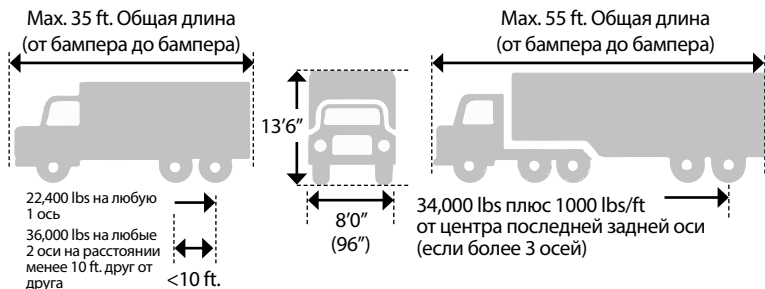 Max. 35 ft. Общая длина
(от бампера до бампера)
Max. 55 ft. Общая длина
(от бампера до бампера)
13'6"
22,400 lbs на любую
1 ось
36,000 lbs на любые
2 оси на расстоянии
менее 10 ft. друг от
друга
<10 ft.
8'0"
(96")
34,000 lbs плюс 1000 lbs/ft
от центра последней задней оси
(если более 3 осей)